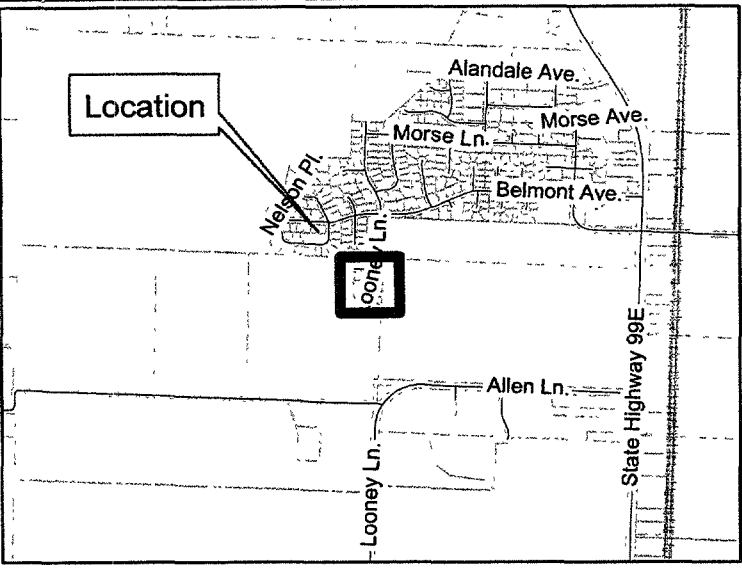 Alandale Ave.
Location
Morse Ave.
Morse Ln.
Nelson Pl.
Belmont Ave.
Looney Ln.
State Highway 99E
Allen Ln.
Looney Ln.